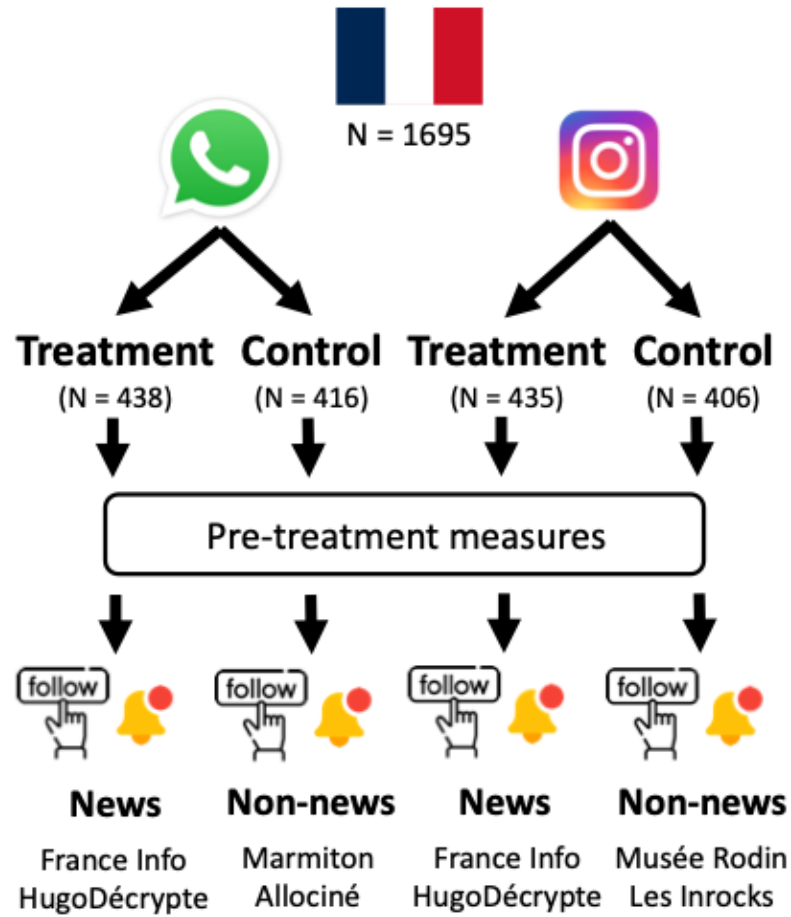 N = 1695
Treatment Control Treatment Control
(N = 438) (N = 416) (N = 435) (N = 406)
Pre-treatment measures
follow follow follow follow
News Non-news News Non-news
France Info Marmiton France Info Musée Rodin
HugoDécrypte Allociné HugoDécrypte Les Inrocks